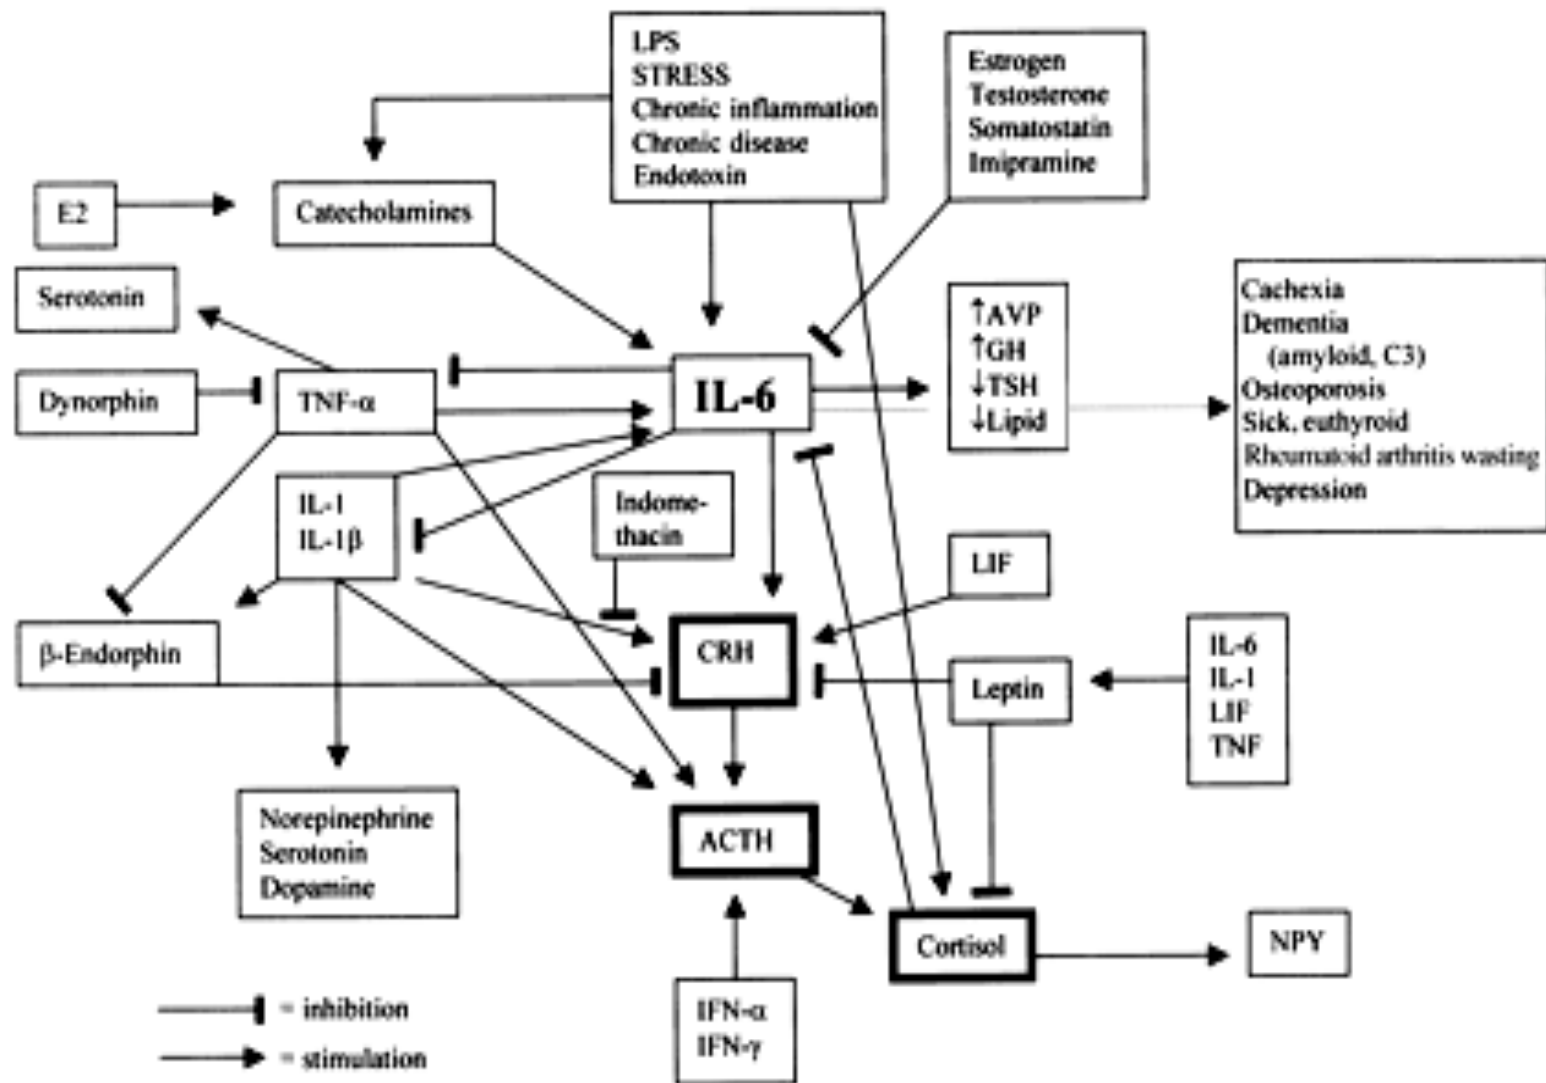 LPS
STRESS
Chronic inflammation
Chronic disease
Endotoxin
Estrogen
Testosterone
Somatostatin
Imipramine
E2
Catecholamines
Serotonin
Dynorphin
TNF-α
IL-6
↑AVP
↑GH
↓TSH
↓Lipid
Cachexia
Dementia
(amyloid, C3)
Osteoporosis
Sick, euthyroid
Rheumatoid arthritis wasting
Depression
IL-1
IL-1β
Indome-
thacin
LIF
β-Endorphin
CRH
Leptin
IL-6
IL-1
LIF
TNF
Norepinephrine
Serotonin
Dopamine
ACTH
Cortisol
NPY
IFN-α
IFN-γ
= inhibition
= stimulation